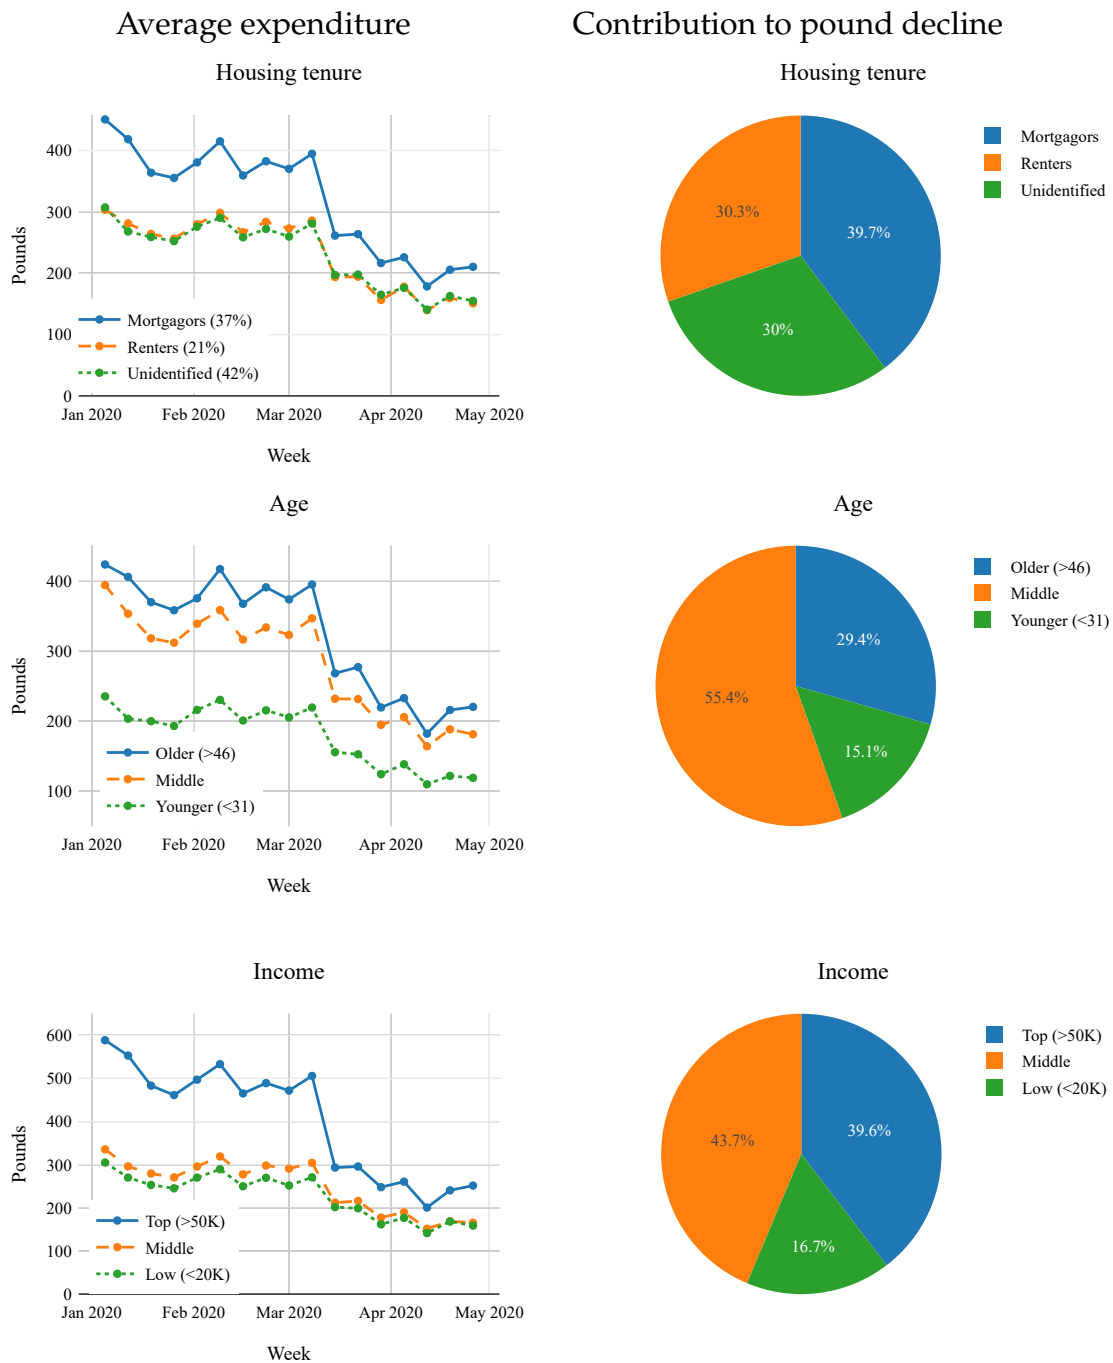 Average expenditure
Contribution to pound decline
Housing tenure
Pounds
400
300
200
100
0
Mortgagors (37%)
Renters (21%)
Unidentified (42%)
Jan 2020 Feb 2020 Mar 2020 Apr 2020 May 2020
Week
Housing tenure
30.3%
39.7%
30%
Mortgagors
Renters
Unidentified
Age
Pounds
400
300
200
100
Older (>46)
Middle
Younger (<31)
Jan 2020 Feb 2020 Mar 2020 Apr 2020 May 2020
Week
Age
29.4%
55.4%
15.1%
Older (>46)
Middle
Younger (<31)
Income
Pounds
600
500
400
300
200
100
0
Top (>50K)
Middle
Low (<20K)
Jan 2020 Feb 2020 Mar 2020 Apr 2020 May 2020
Week
Income
43.7%
39.6%
16.7%
Top (>50K)
Middle
Low (<20K)